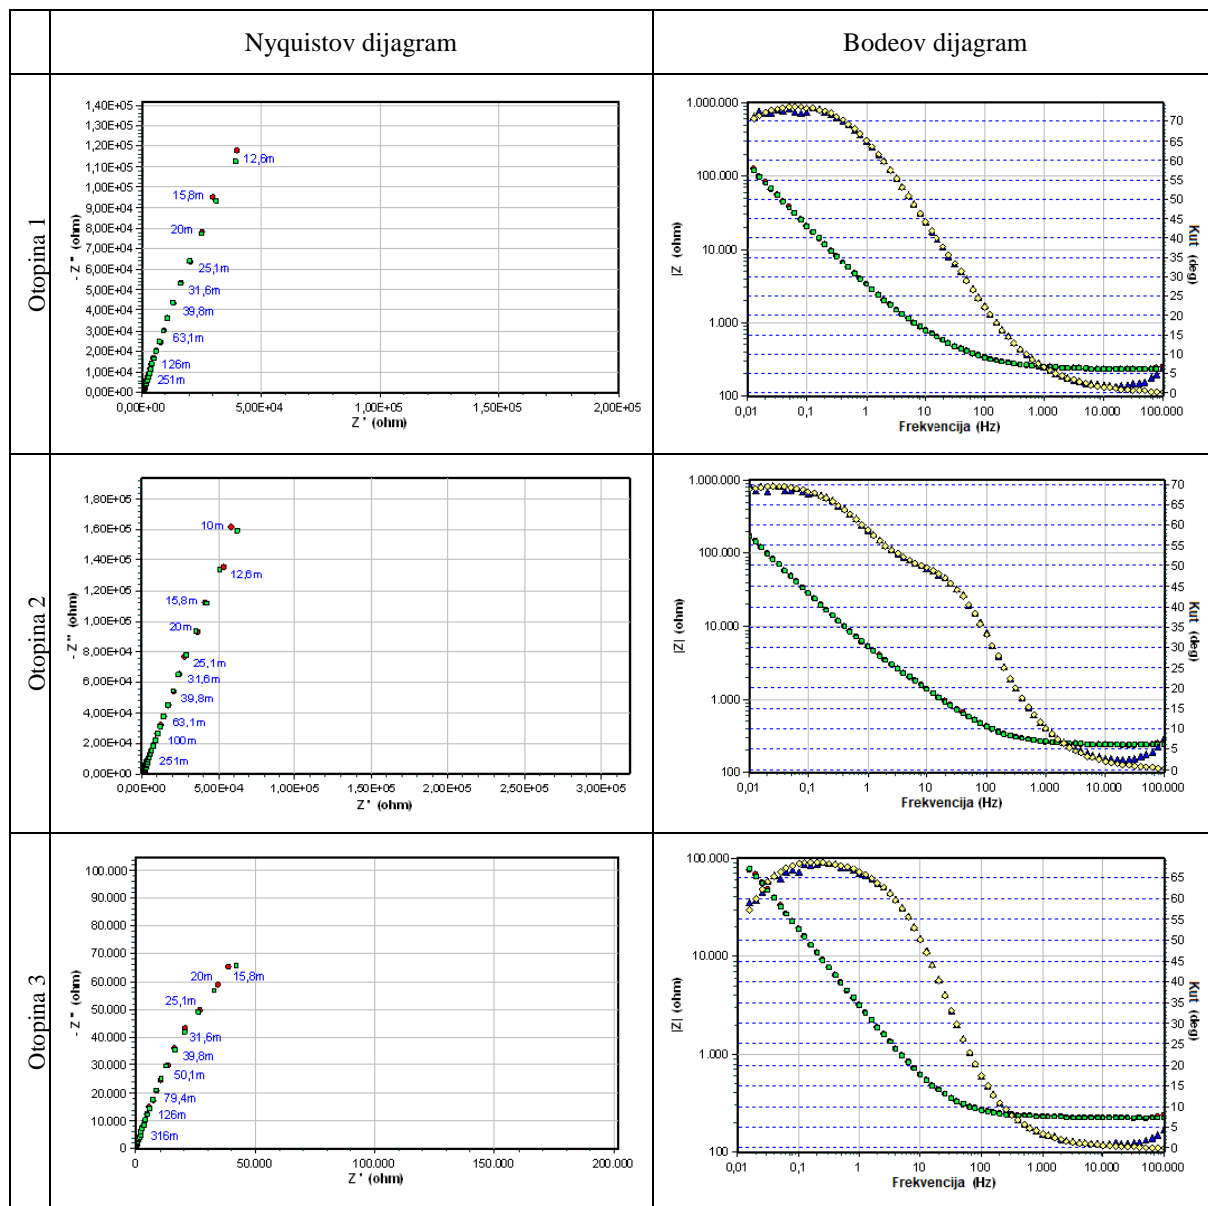 Nyquistov dijagram
Bodeov dijagram
Otopina 1
- Z'' (ohm)
1,40E+05
1,30E+05
1,20E+05
1,10E+05
1,00E+05
9,00E+04
8,00E+04
7,00E+04
6,00E+04
5,00E+04
4,00E+04
3,00E+04
2,00E+04
1,00E+04
0,00E+00
12,6m
15,8m
20m
25,1m
31,6m
39,8m
63,1m
126m
251m
0,00E+00 5,00E+04 1,00E+05 1,50E+05 2,00E+05
Z' (ohm)
|Z| (ohm)
1.000.000
100.000
10.000
1.000
100
70
65
60
55
50
45
40
35
30
25
20
15
10
5
0
Kut (deg)
0,01 0,1 1 10 100 1.000 10.000 100.000
Frekvencija (Hz)
Otopina 2
- Z'' (ohm)
1,80E+05
1,60E+05
1,40E+05
1,20E+05
1,00E+05
8,00E+04
6,00E+04
4,00E+04
2,00E+04
0,00E+00
10m
12,6m
15,8m
20m
25,1m
31,6m
39,8m
63,1m
100m
251m
0,00E+00 5,00E+04 1,00E+05 1,50E+05 2,00E+05 2,50E+05 3,00E+05
Z' (ohm)
|Z| (ohm)
1.000.000
100.000
10.000
1.000
100
70
65
60
55
50
45
40
35
30
25
20
15
10
5
0
Kut (deg)
0,01 0,1 1 10 100 1.000 10.000 100.000
Frekvencija (Hz)
Otopina 3
- Z'' (ohm)
100.000
90.000
80.000
70.000
60.000
50.000
40.000
30.000
20.000
10.000
0
20m
15,8m
25,1m
31,6m
39,8m
50,1m
79,4m
126m
316m
0 50.000 100.000 150.000 200.000
Z' (ohm)
|Z| (ohm)
100.000
10.000
1.000
100
65
60
55
50
45
40
35
30
25
20
15
10
5
0
Kut (deg)
0,01 0,1 1 10 100 1.000 10.000 100.000
Frekvencija (Hz)